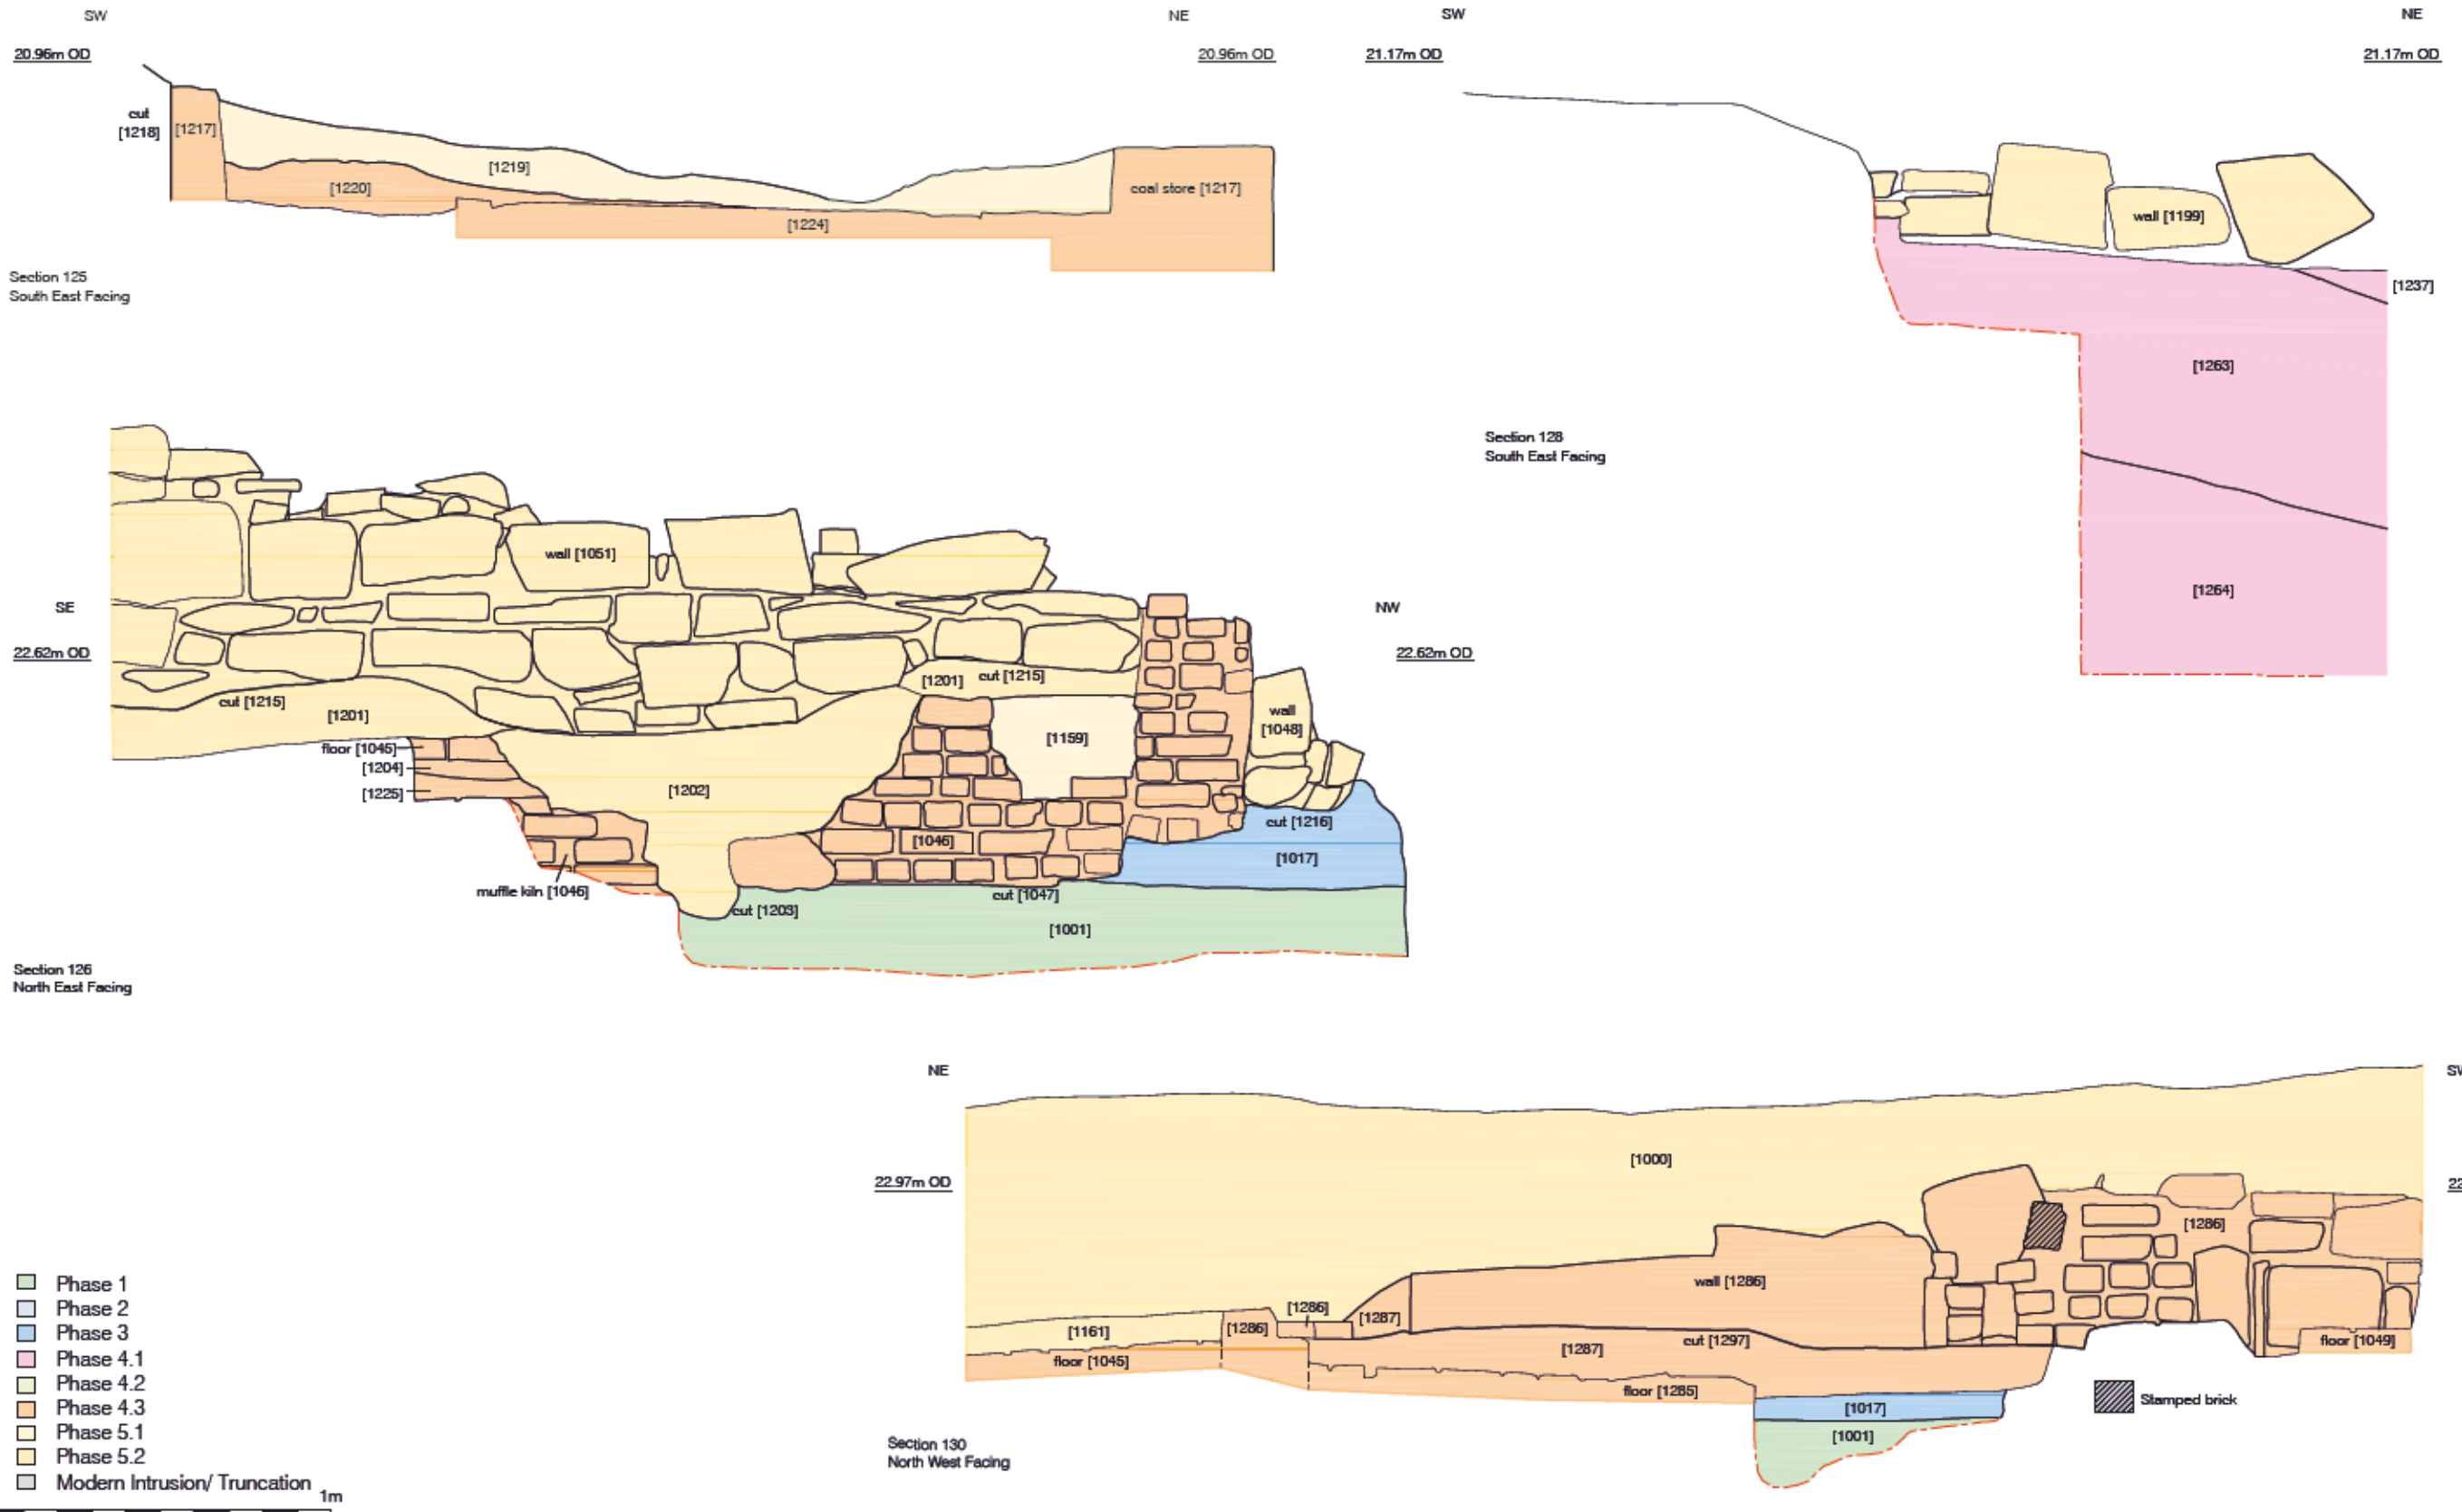 SW
NE
20.96m OD
20.96m OD
cut
[1218]
[1217]
[1219]
[1220]
coal store [1217]
[1224]
Section 125
South East Facing
SW
NE
21.17m OD
21.17m OD
wall [1199]
[1237]
[1263]
[1264]
Section 128
South East Facing
SE
NW
22.62m OD
22.62m OD
wall [1051]
[1201]
cut [1215]
cut [1215]
[1201]
wall
[1048]
[1159]
floor [1045]
[1204]
[1225]
[1202]
cut [1216]
[1046]
[1017]
muffle kiln [1046]
cut [1047]
cut [1203]
[1001]
Section 126
North East Facing
NE
22.97m OD
[1000]
[1286]
wall [1286]
[1286]
[1287]
[1286]
[1161]
cut [1297]
floor [1049]
[1287]
floor [1045]
floor [1285]
[1017]
[1001]
Stamped brick
Section 130
North West Facing
Phase 1
Phase 2
Phase 3
Phase 4.1
Phase 4.2
Phase 4.3
Phase 5.1
Phase 5.2
Modern Intrusion/ Truncation
1m